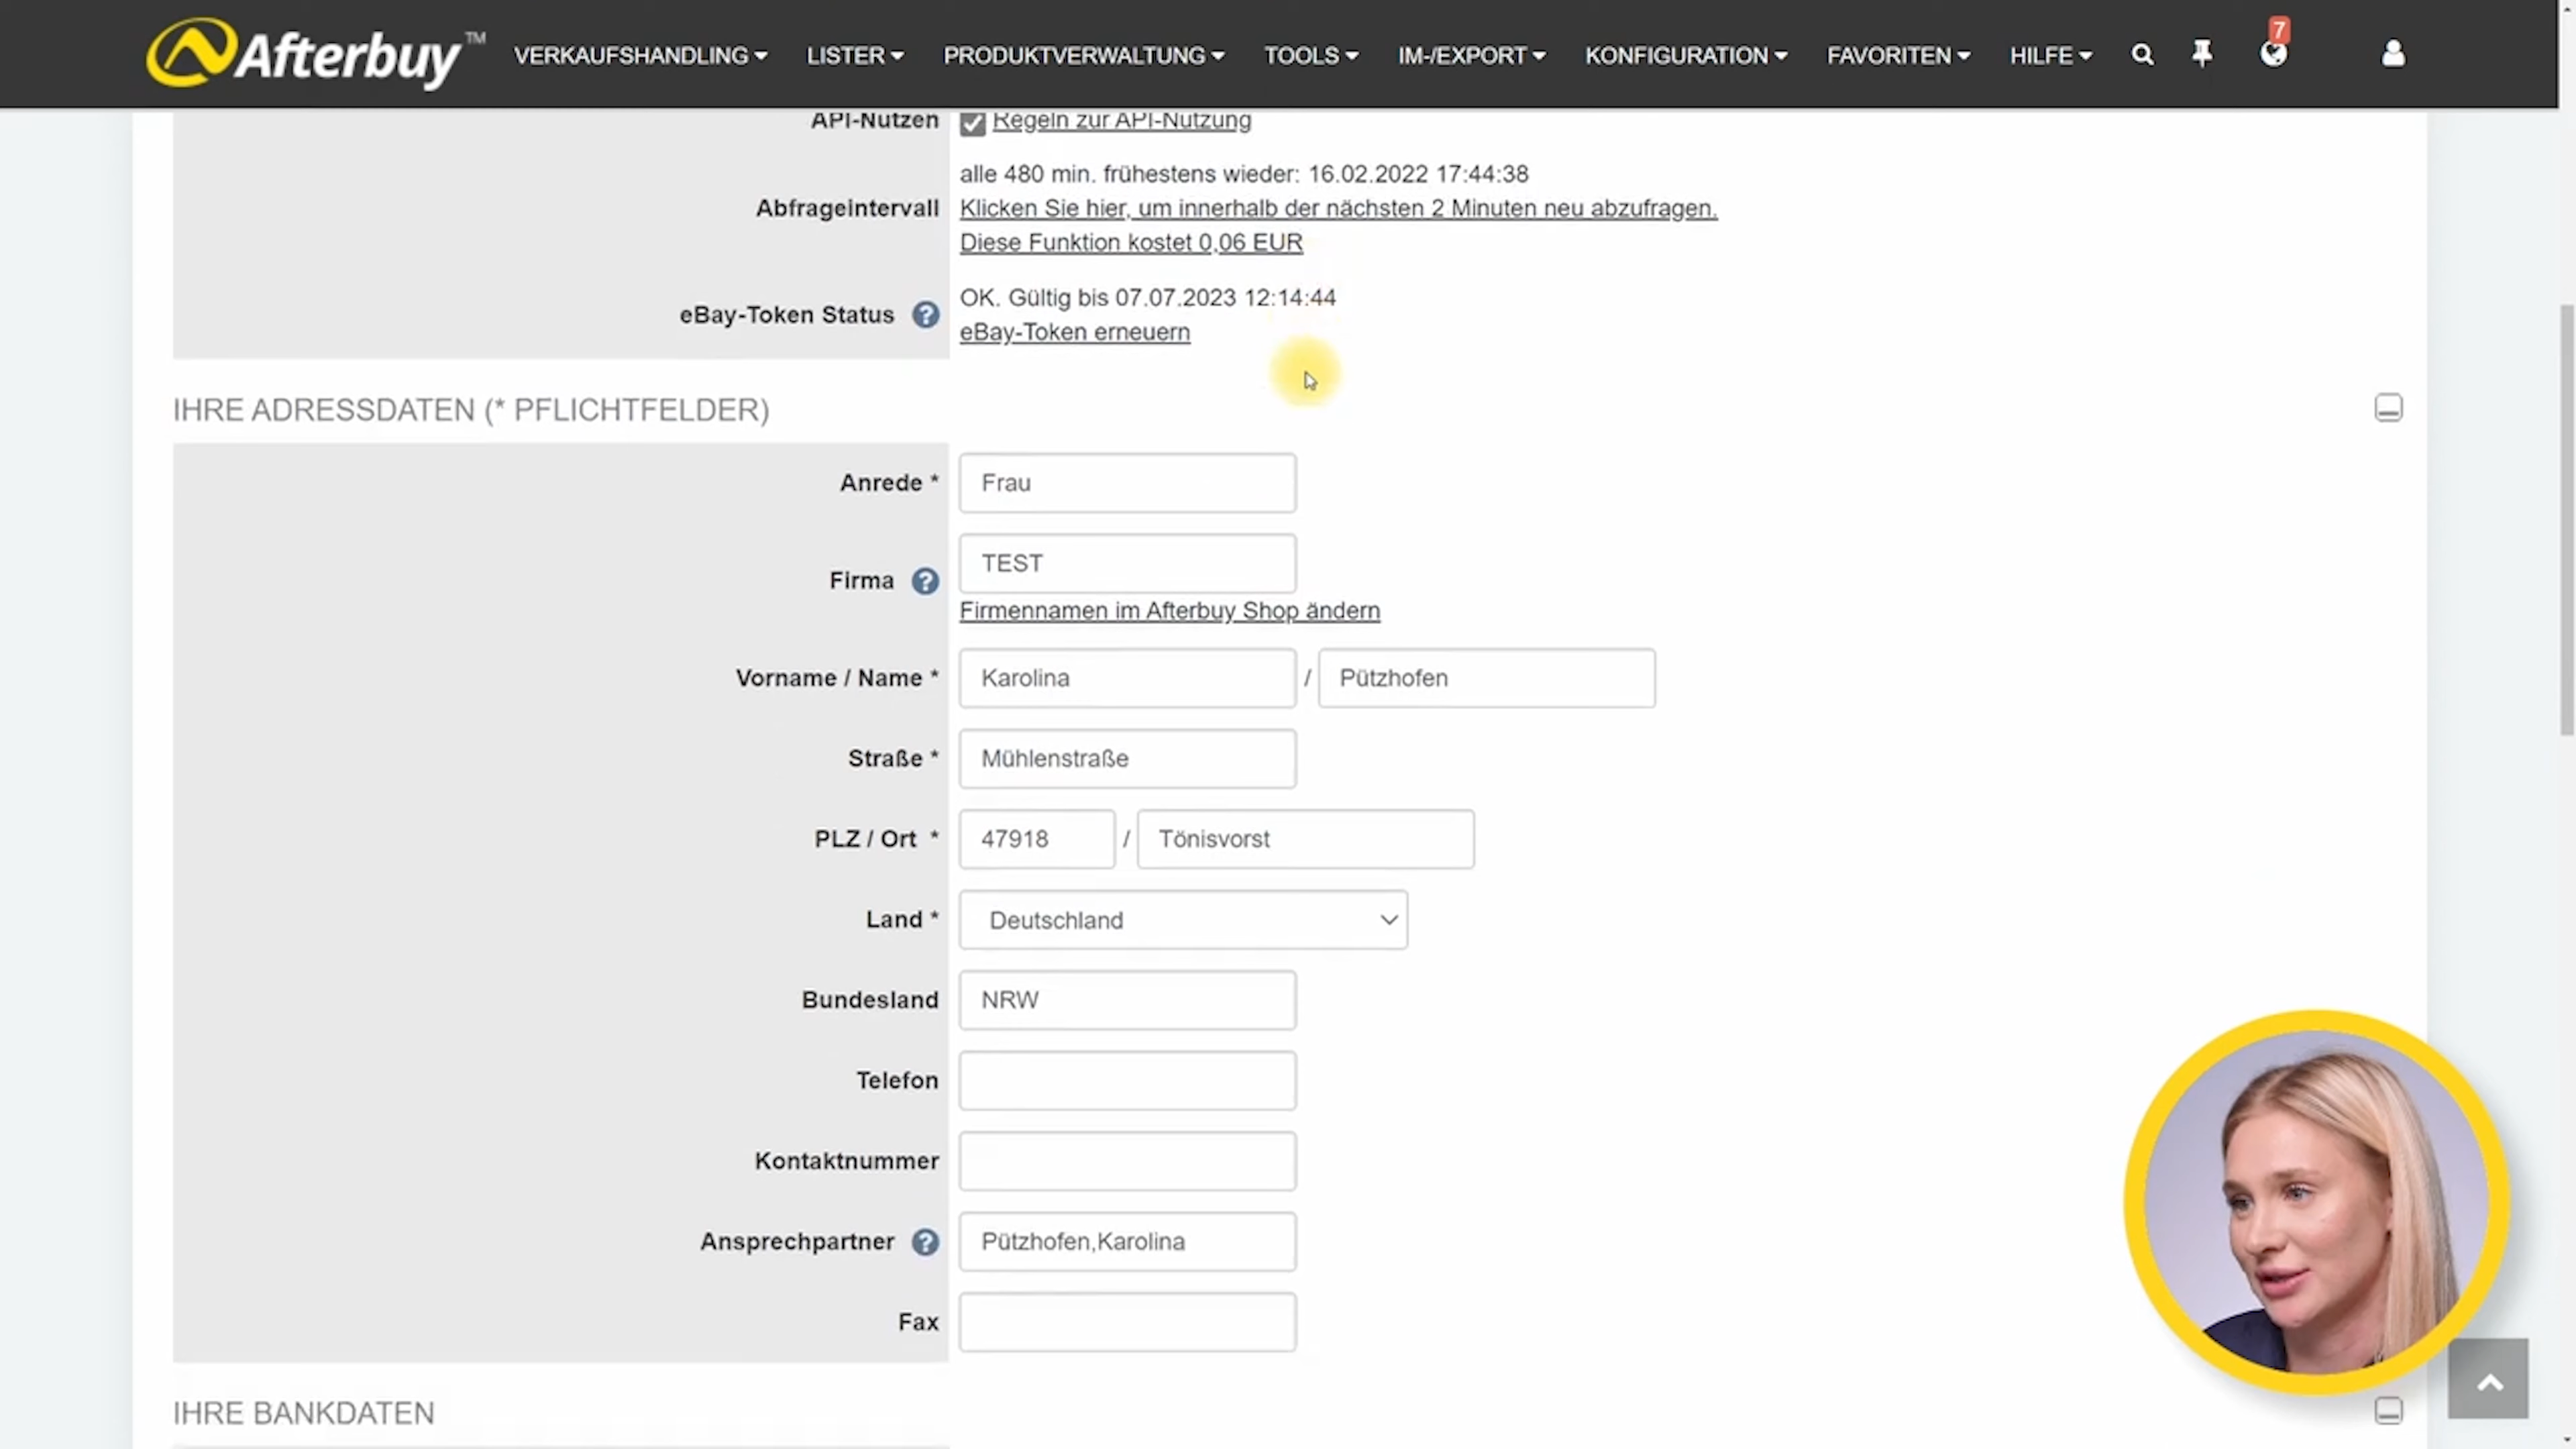 Afterbuy™ VERKAUFSHANDLING LISTER PRODUKTVERWALTUNG TOOLS IM-/EXPORT KONFIGURATION FAVORITEN HILFE 7
API-Nutzen Regeln zur API-Nutzung
alle 480 min. frühestens wieder: 16.02.2022 17:44:38
Abfrageintervall Klicken Sie hier, um innerhalb der nächsten 2 Minuten neu abzufragen.
Diese Funktion kostet 0,06 EUR
OK. Gültig bis 07.07.2023 12:14:44
eBay-Token Status ?
eBay-Token erneuern
IHRE ADRESSDATEN (* PFLICHTFELDER)
Anrede * Frau
TEST
Firma ?
Firmennamen im Afterbuy Shop ändern
Vorname / Name * Karolina / Pützhofen
Straße * Mühlenstraße
PLZ / Ort * 47918 / Tönisvorst
Land * Deutschland
Bundesland NRW
Telefon
Kontaktnummer
Ansprechpartner ? Pützhofen,Karolina
Fax
IHRE BANKDATEN